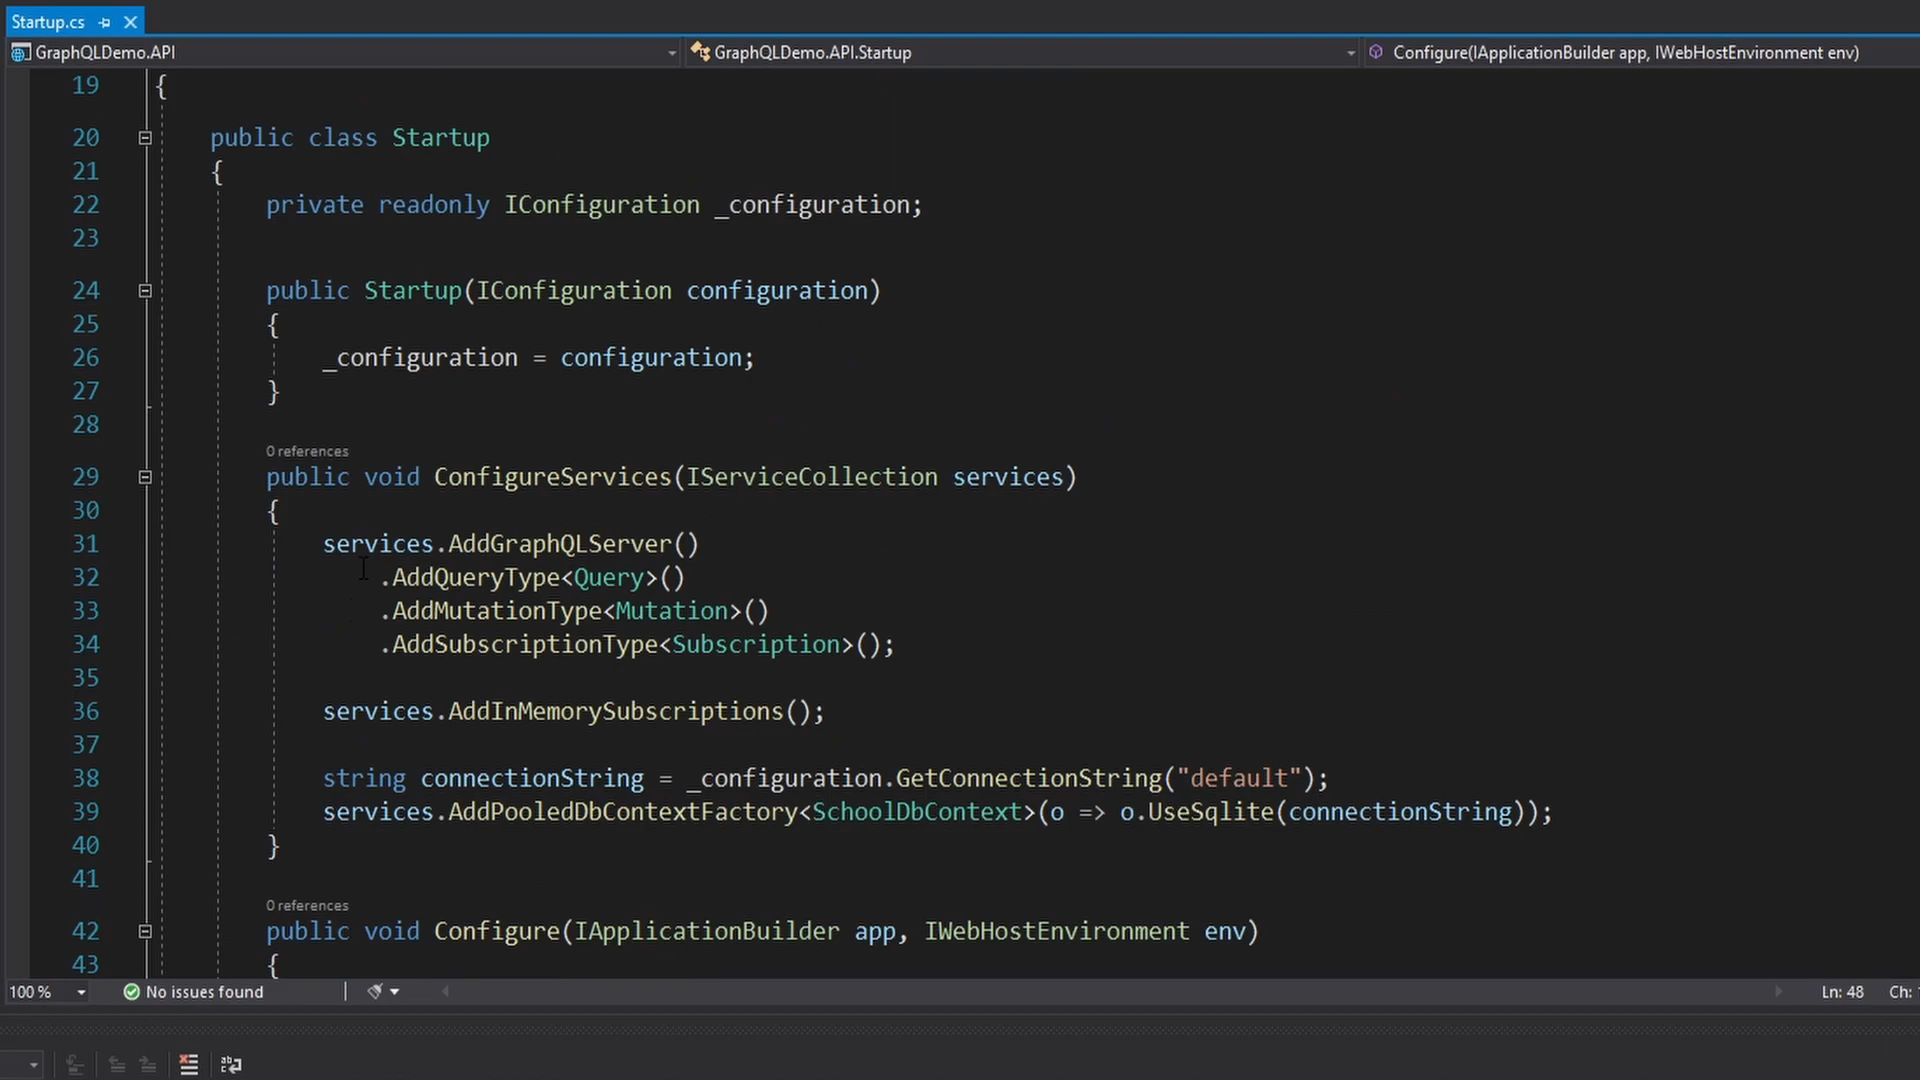 Startup.cs
GraphQLDemo.API GraphQLDemo.API.Startup Configure(IApplicationBuilder app, IWebHostEnvironment env)
19 {
20 public class Startup
21 {
22 private readonly IConfiguration _configuration;
23
24 public Startup(IConfiguration configuration)
25 {
26 _configuration = configuration;
27 }
28
0 references
29 public void ConfigureServices(IServiceCollection services)
30 {
31 services.AddGraphQLServer()
32 .AddQueryType<Query>()
33 .AddMutationType<Mutation>()
34 .AddSubscriptionType<Subscription>();
35
36 services.AddInMemorySubscriptions();
37
38 string connectionString = _configuration.GetConnectionString("default");
39 services.AddPooledDbContextFactory<SchoolDbContext>(o => o.UseSqlite(connectionString));
40 }
41
0 references
42 public void Configure(IApplicationBuilder app, IWebHostEnvironment env)
43 {
100 % No issues found Ln: 48 Ch: